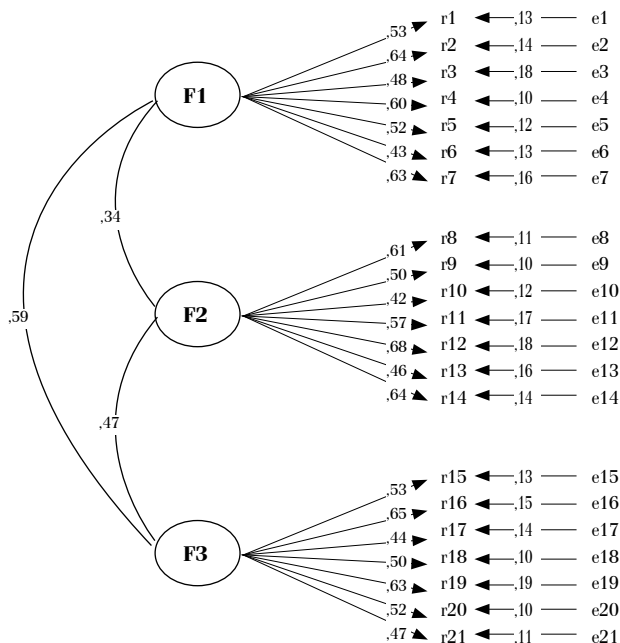 ,53 r1 ,13 e1
,64 r2 ,14 e2
,48 r3 ,18 e3
F1 ,60 r4 ,10 e4
,52 r5 ,12 e5
,43 r6 ,13 e6
,63 r7 ,16 e7
,34
,61 r8 ,11 e8
,50 r9 ,10 e9
,42 r10 ,12 e10
,59 F2 ,57 r11 ,17 e11
,68 r12 ,18 e12
,46 r13 ,16 e13
,64 r14 ,14 e14
,47
,53 r15 ,13 e15
,65 r16 ,15 e16
,44 r17 ,14 e17
F3 ,50 r18 ,10 e18
,63 r19 ,19 e19
,52 r20 ,10 e20
,47 r21 ,11 e21